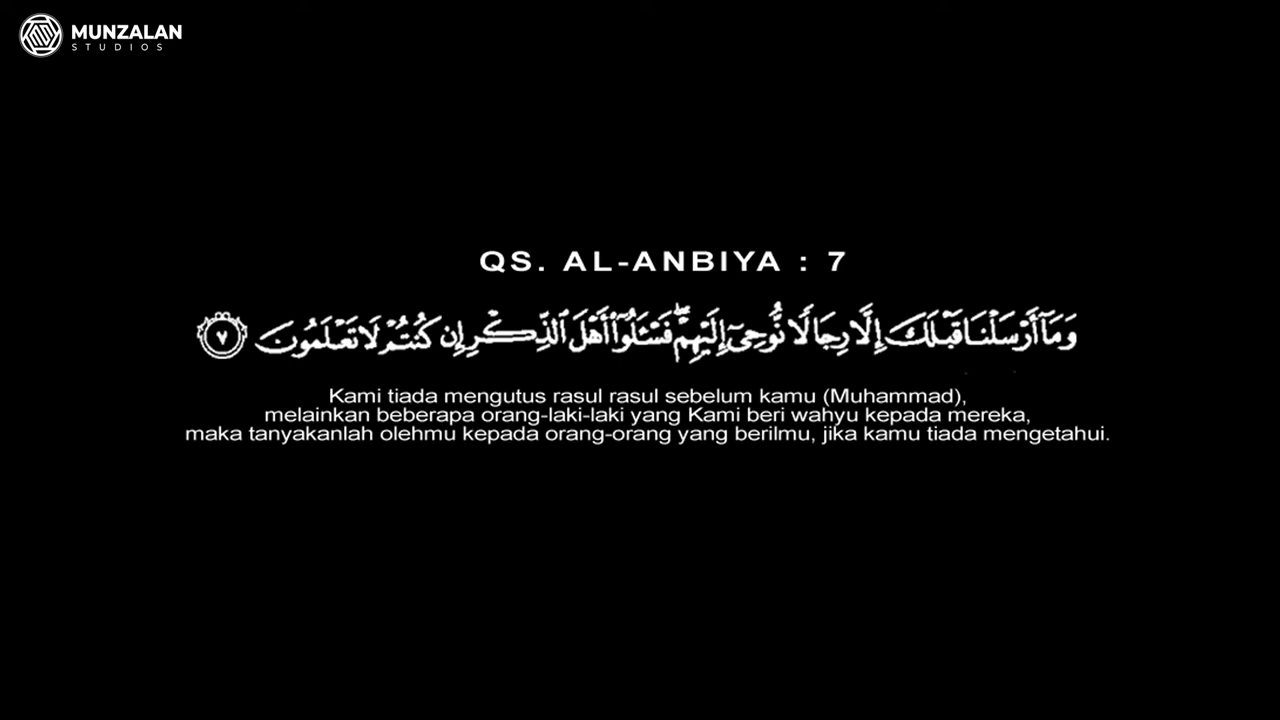 MUNZALAN
STUDIOS
QS. AL-ANBIYA : 7
وَمَآ أَرْسَلْنَا قَبْلَكَ إِلَّا رِجَالًا نُّوحِىٓ إِلَيْهِمْ ۖ فَسْـَٔلُوٓا۟ أَهْلَ ٱلذِّكْرِ إِن كُنتُمْ لَا تَعْلَمُونَ ٧
Kami tiada mengutus rasul rasul sebelum kamu (Muhammad),
melainkan beberapa orang-laki-laki yang Kami beri wahyu kepada mereka,
maka tanyakanlah olehmu kepada orang-orang yang berilmu, jika kamu tiada mengetahui.